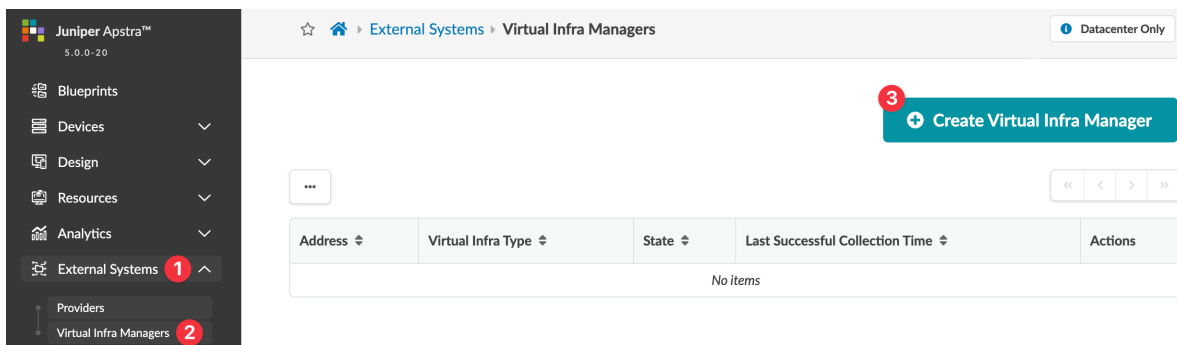 Juniper Apstra™
5.0.0-20
Blueprints
Devices
Design
Resources
Analytics
External Systems 1
Providers
Virtual Infra Managers 2
External Systems Virtual Infra Managers
Datacenter Only
3
Create Virtual Infra Manager
Address Virtual Infra Type State Last Successful Collection Time Actions
No items